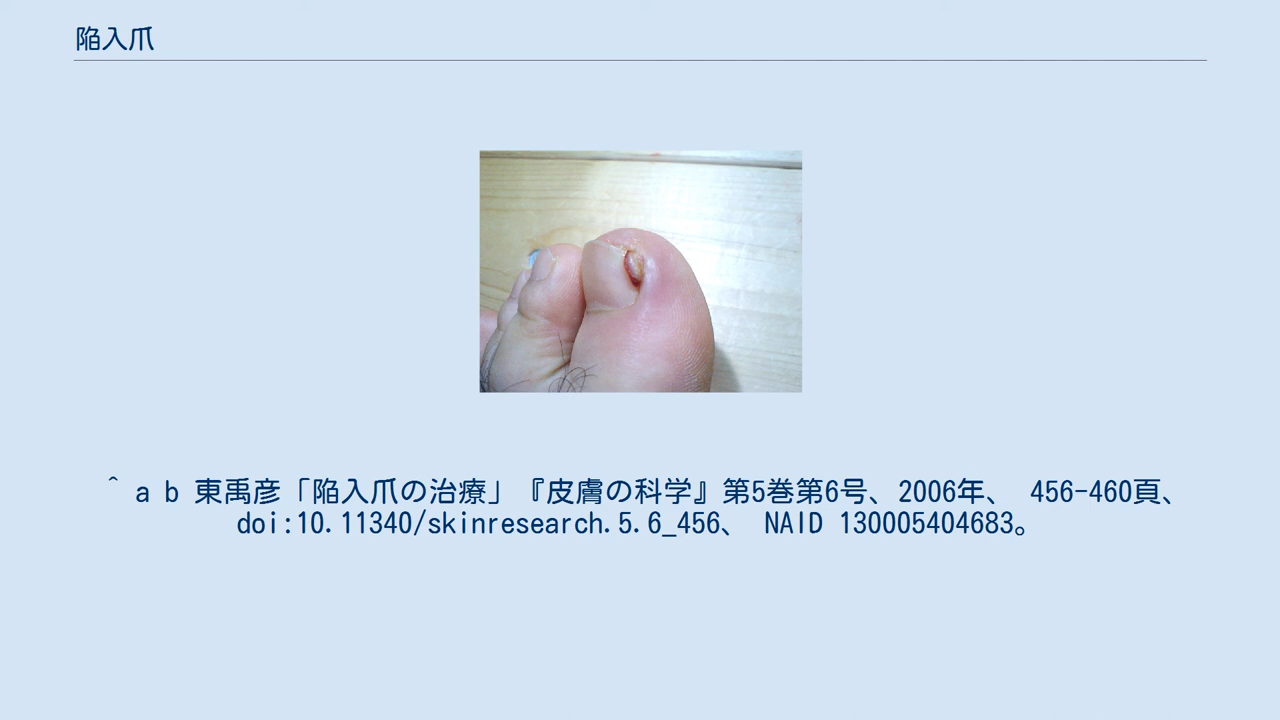 陥入爪
^ a b 東禹彦「陥入爪の治療」『皮膚の科学』第5巻第6号、2006年、 456-460頁、
doi:10.11340/skinresearch.5.6_456、 NAID 130005404683。